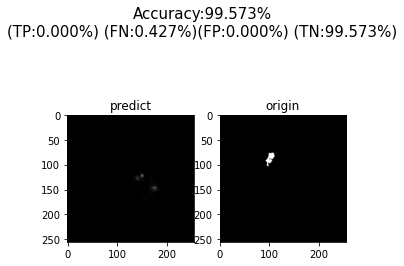 Accuracy:99.573%
(TP:0.000%) (FN:0.427%)(FP:0.000%) (TN:99.573%)
predict origin
0 0
50 50
100 100
150 150
200 200
250 250
0 100 200 0 100 200